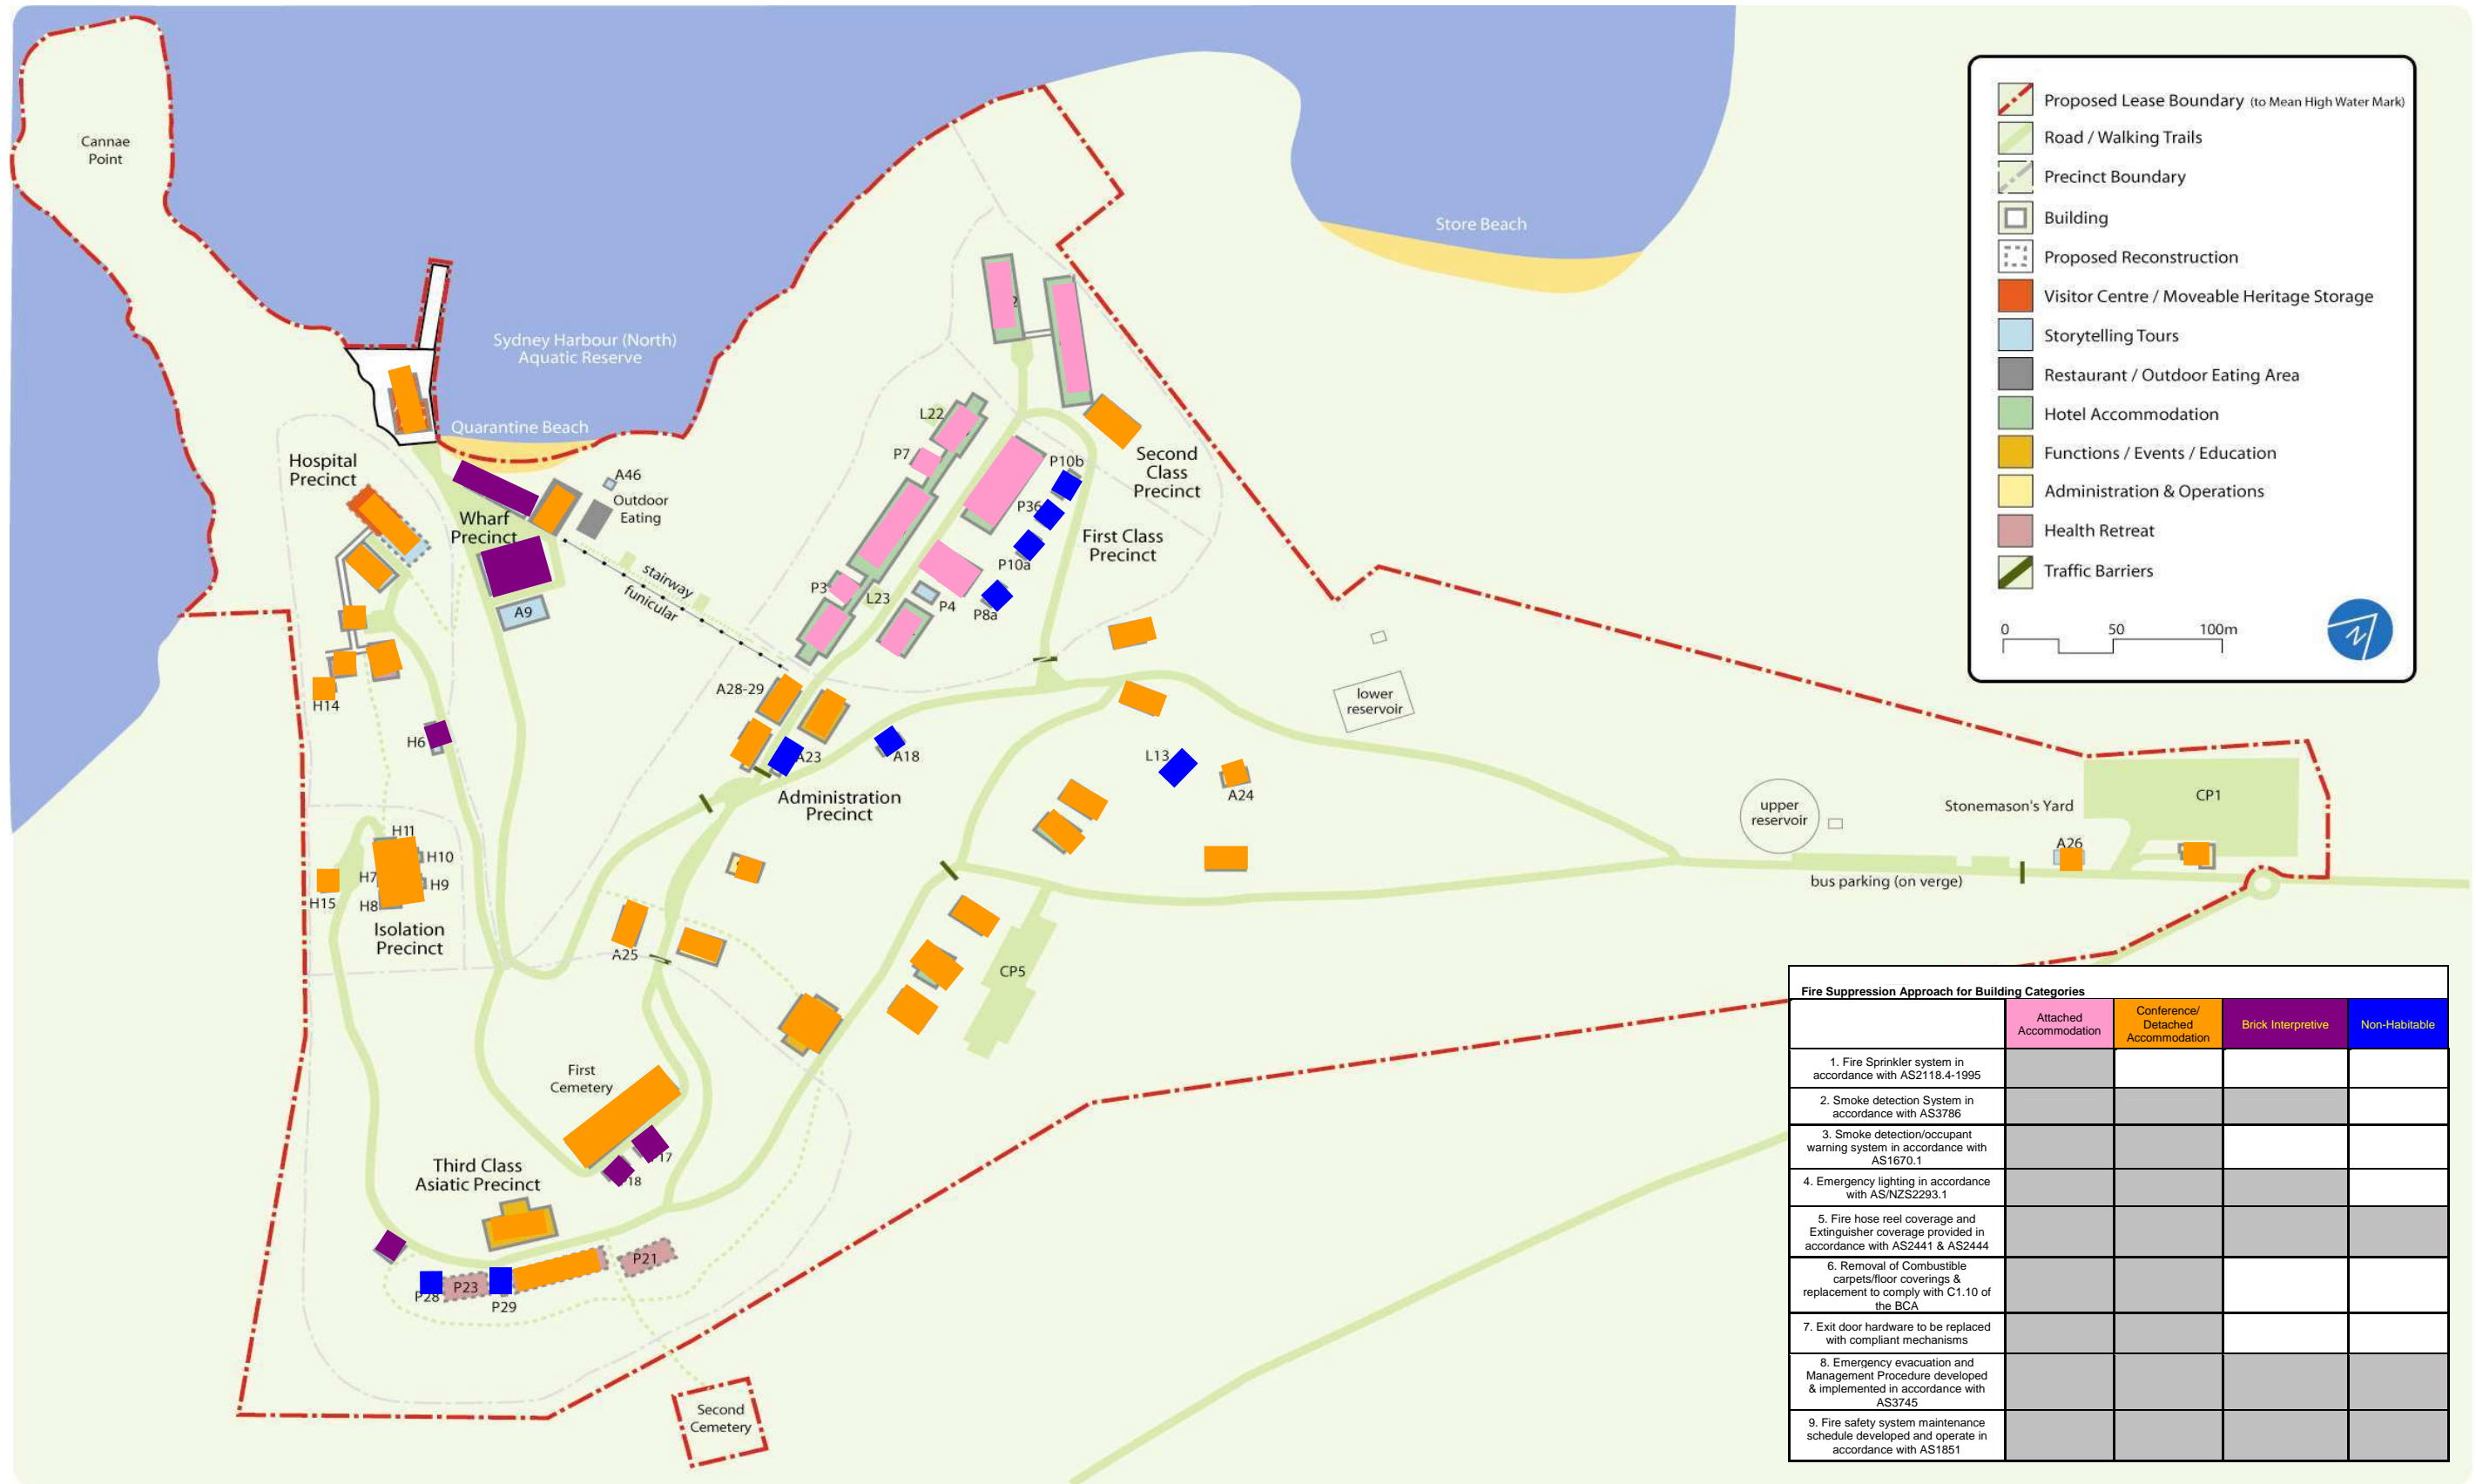 Cannae
Point
Store Beach
Sydney Harbour (North)
Aquatic Reserve
Quarantine Beach
Hospital
Precinct
Wharf
Precinct
A46
Outdoor
Eating
A9
stairway
funicular
L22
P7
P3
L23
P4
P10b
P36
P10a
P8a
2
Second
Class
Precinct
First Class
Precinct
H14
H6
A28-29
A23
A18
Administration
Precinct
L13
A24
lower
reservoir
upper
reservoir
Stonemason's Yard
CP1
A26
bus parking (on verge)
H11
H10
H7
H9
H15
H8
Isolation
Precinct
A25
CP5
First
Cemetery
17
18
Third Class
Asiatic Precinct
P28
P23
P29
P21
Second
Cemetery
Proposed Lease Boundary (to Mean High Water Mark)
Road / Walking Trails
Precinct Boundary
Building
Proposed Reconstruction
Visitor Centre / Moveable Heritage Storage
Storytelling Tours
Restaurant / Outdoor Eating Area
Hotel Accommodation
Functions / Events / Education
Administration & Operations
Health Retreat
Traffic Barriers
0 50 100m
N
Fire Suppression Approach for Building Categories
Attached
Accommodation
Conference/
Detached
Accommodation
Brick Interpretive
Non-Habitable
1. Fire Sprinkler system in
accordance with AS2118.4-1995
2. Smoke detection System in
accordance with AS3786
3. Smoke detection/occupant
warning system in accordance with
AS1670.1
4. Emergency lighting in accordance
with AS/NZS2293.1
5. Fire hose reel coverage and
Extinguisher coverage provided in
accordance with AS2441 & AS2444
6. Removal of Combustible
carpets/floor coverings &
replacement to comply with C1.10 of
the BCA
7. Exit door hardware to be replaced
with compliant mechanisms
8. Emergency evacuation and
Management Procedure developed
& implemented in accordance with
AS3745
9. Fire safety system maintenance
schedule developed and operate in
accordance with AS1851